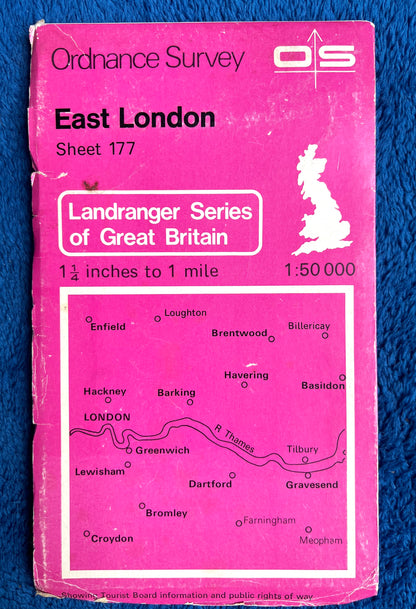 Ordnance Survey OS
East London
Sheet 177
Landranger Series
of Great Britain
1 1/4 inches to 1 mile 1:50 000
Loughton
Enfield
Billericay
Brentwood
Havering
Basildon
Hackney
Barking
LONDON
R Thames
Greenwich
Tilbury
Lewisham
Dartford
Gravesend
Bromley
Farningham
Croydon
Meopham
Showing Tourist Board information and public rights of way